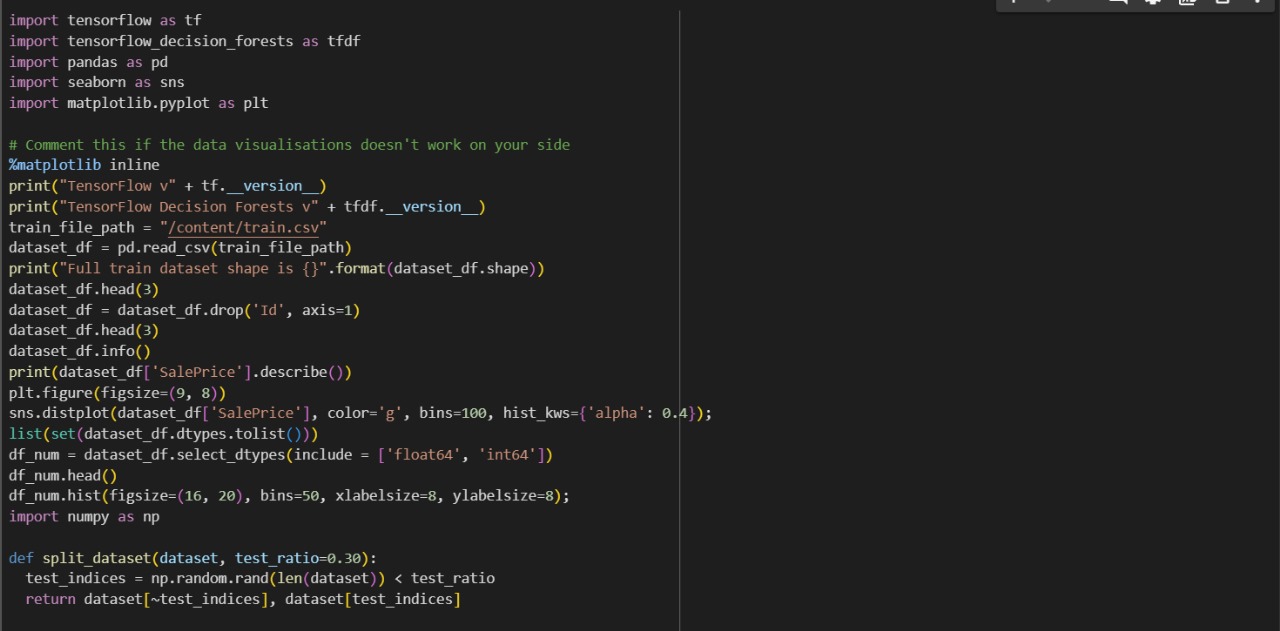 import tensorflow as tf
import tensorflow_decision_forests as tfdf
import pandas as pd
import seaborn as sns
import matplotlib.pyplot as plt

# Comment this if the data visualisations doesn't work on your side
%matplotlib inline
print("TensorFlow v" + tf.__version__)
print("TensorFlow Decision Forests v" + tfdf.__version__)
train_file_path = "/content/train.csv"
dataset_df = pd.read_csv(train_file_path)
print("Full train dataset shape is {}".format(dataset_df.shape))
dataset_df.head(3)
dataset_df = dataset_df.drop('Id', axis=1)
dataset_df.head(3)
dataset_df.info()
print(dataset_df['SalePrice'].describe())
plt.figure(figsize=(9, 8))
sns.distplot(dataset_df['SalePrice'], color='g', bins=100, hist_kws={'alpha': 0.4});
list(set(dataset_df.dtypes.tolist()))
df_num = dataset_df.select_dtypes(include = ['float64', 'int64'])
df_num.head()
df_num.hist(figsize=(16, 20), bins=50, xlabelsize=8, ylabelsize=8);
import numpy as np

def split_dataset(dataset, test_ratio=0.30):
  test_indices = np.random.rand(len(dataset)) < test_ratio
  return dataset[~test_indices], dataset[test_indices]